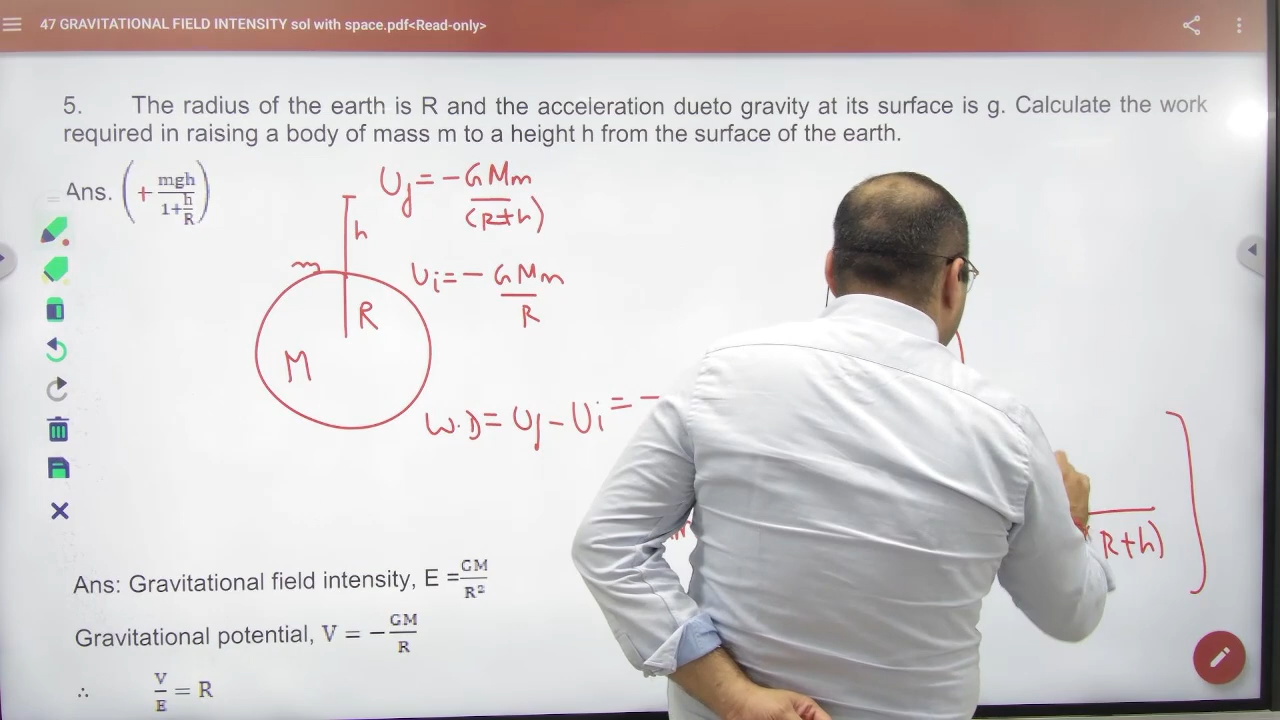 47 GRAVITATIONAL FIELD INTENSITY sol with space.pdf<Read-only>
5. The radius of the earth is R and the acceleration dueto gravity at its surface is g. Calculate the work
required in raising a body of mass m to a height h from the surface of the earth.
Ans. (+ mgh / 1+ h/R)
Uf = - GMm / (R+h)
h
m
Ui = - GMm / R
R
M
W.D = Uf - Ui = -
(R+h) ]
Ans: Gravitational field intensity, E = GM / R²
Gravitational potential, V = - GM / R
∴ V/E = R